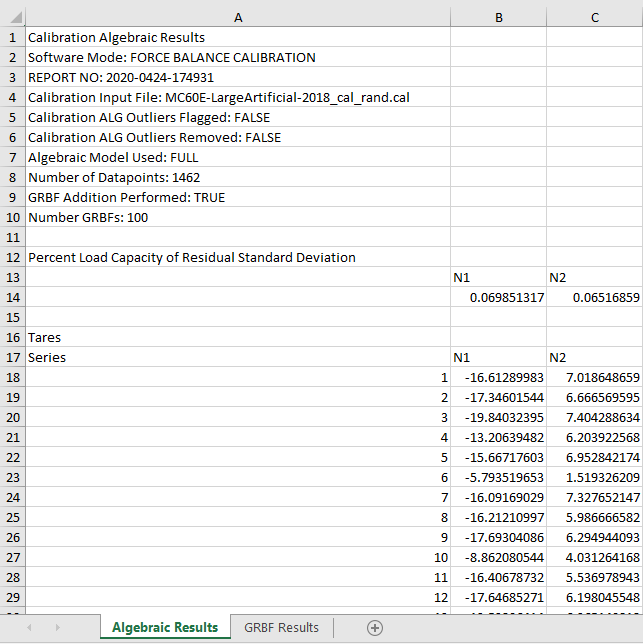 A B C
1 Calibration Algebraic Results
2 Software Mode: FORCE BALANCE CALIBRATION
3 REPORT NO: 2020-0424-174931
4 Calibration Input File: MC60E-LargeArtificial-2018_cal_rand.cal
5 Calibration ALG Outliers Flagged: FALSE
6 Calibration ALG Outliers Removed: FALSE
7 Algebraic Model Used: FULL
8 Number of Datapoints: 1462
9 GRBF Addition Performed: TRUE
10 Number GRBFs: 100
11
12 Percent Load Capacity of Residual Standard Deviation
13 N1 N2
14 0.069851317 0.06516859
15
16 Tares
17 Series N1 N2
18 1 -16.61289983 7.018648659
19 2 -17.34601544 6.666569595
20 3 -19.84032395 7.404288634
21 4 -13.20639482 6.203922568
22 5 -15.66717603 6.952842174
23 6 -5.793519653 1.519326209
24 7 -16.09169029 7.327652147
25 8 -16.21210997 5.986666582
26 9 -17.69304086 6.294944093
27 10 -8.862080544 4.031264168
28 11 -16.40678732 5.536978943
29 12 -17.64685271 6.198045548
Algebraic Results GRBF Results